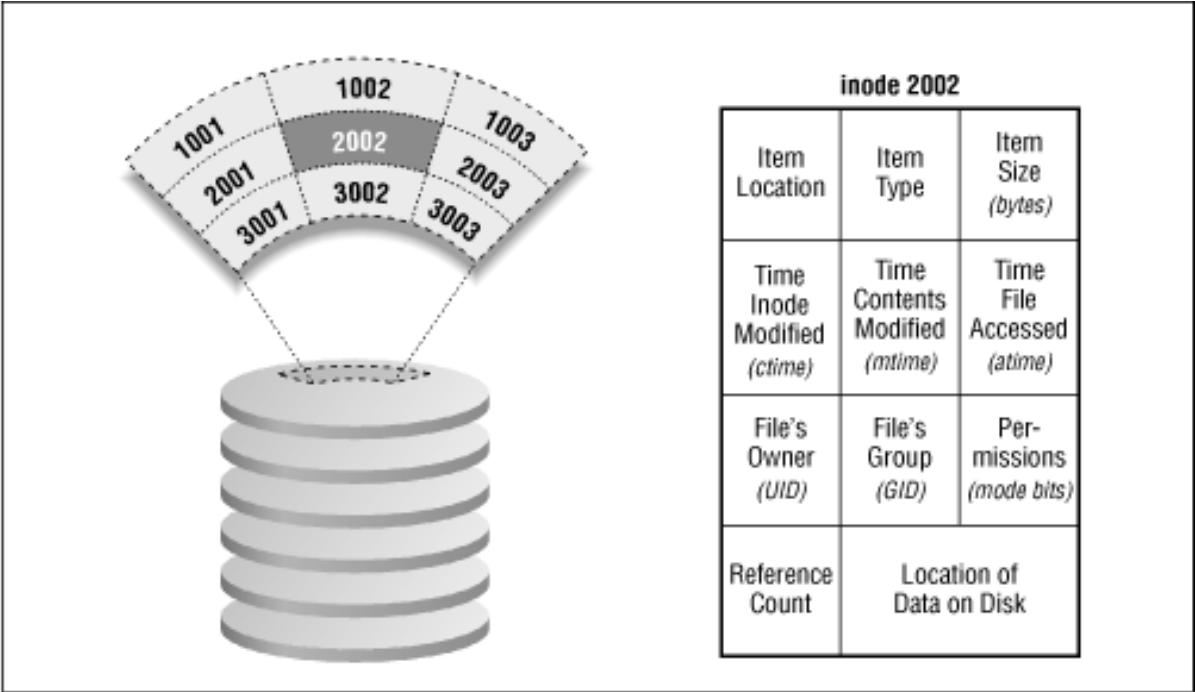 1001
1002
1003
2001
2002
2003
3001
3002
3003
inode 2002
Item
Location
Item
Type
Item
Size
(bytes)
Time
Inode
Modified
(ctime)
Time
Contents
Modified
(mtime)
Time
File
Accessed
(atime)
File's
Owner
(UID)
File's
Group
(GID)
Per-
missions
(mode bits)
Reference
Count
Location of
Data on Disk